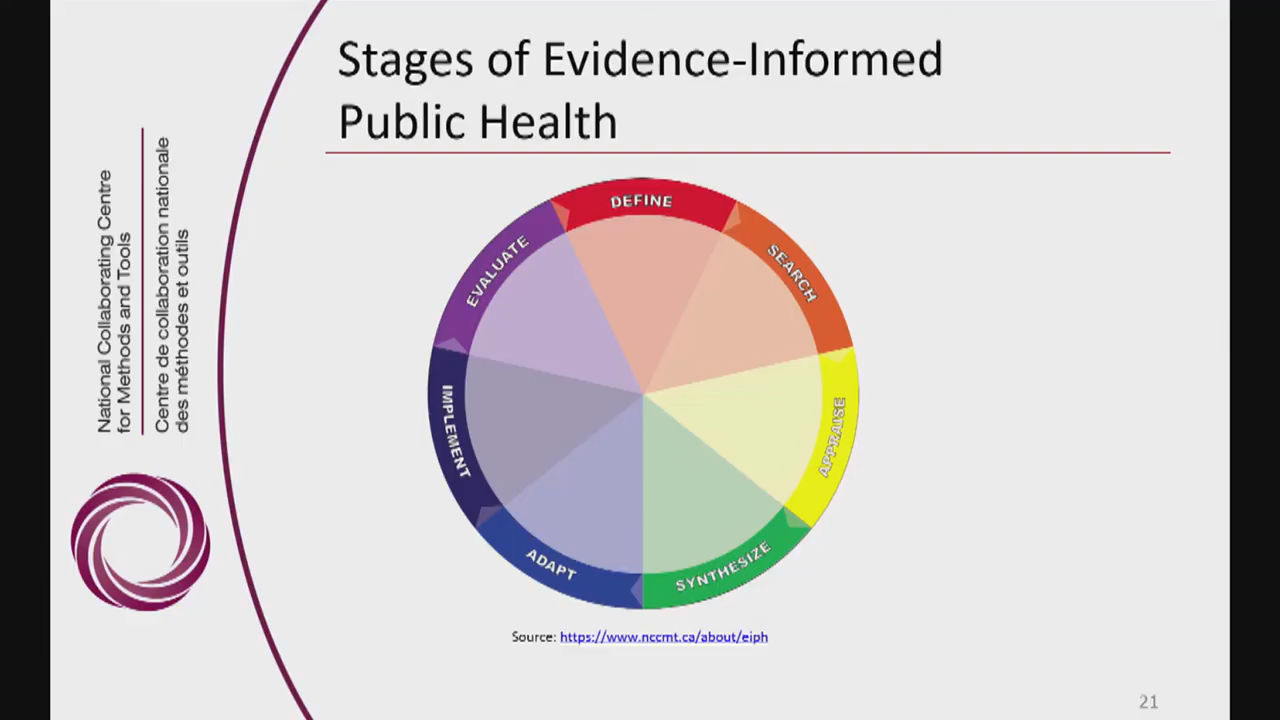 Stages of Evidence-Informed
Public Health
National Collaborating Centre
for Methods and Tools
Centre de collaboration nationale
des méthodes et outils
DEFINE
SEARCH
APPRAISE
SYNTHESIZE
ADAPT
IMPLEMENT
EVALUATE
Source: https://www.nccmt.ca/about/eiph
21